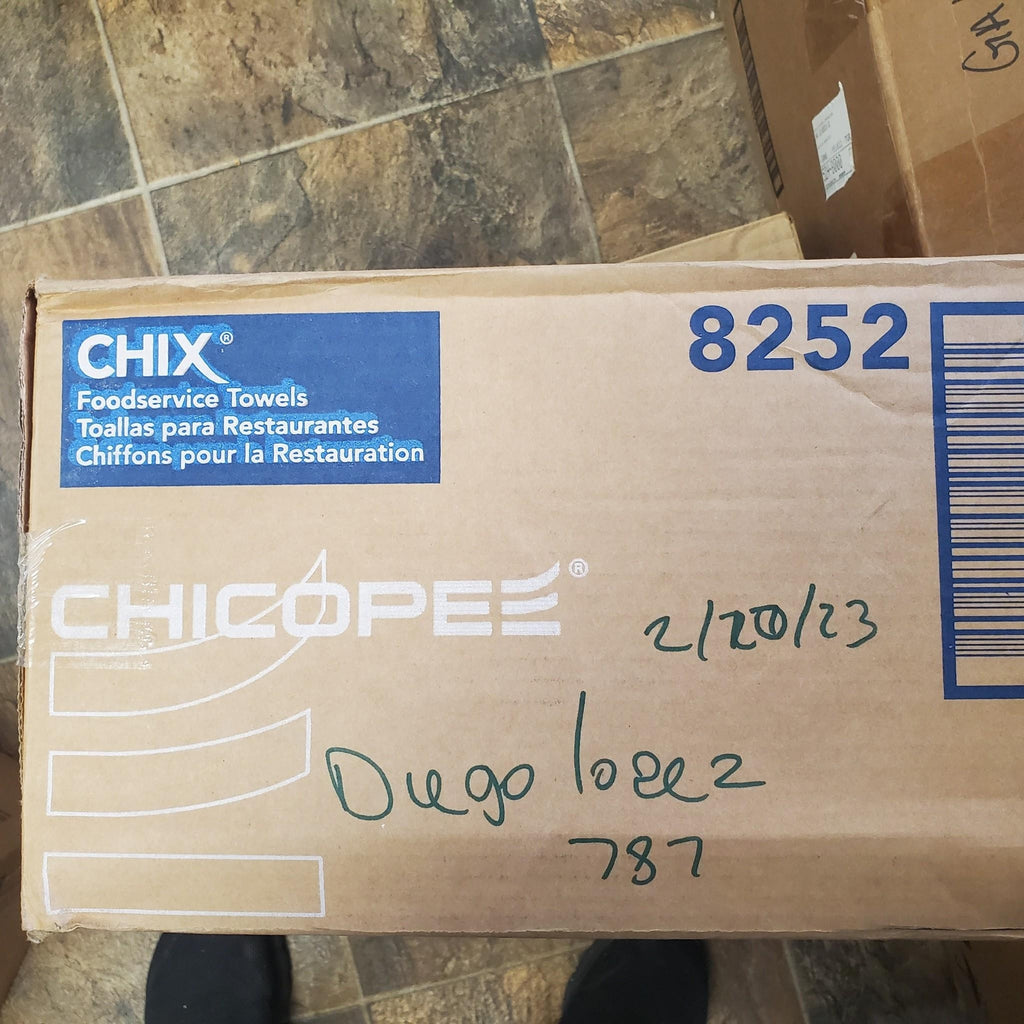 CHIX®
Foodservice Towels
Toallas para Restaurantes
Chiffons pour la Restauration
8252
CHICOPEE®
2/20/23
Diego lopez
787